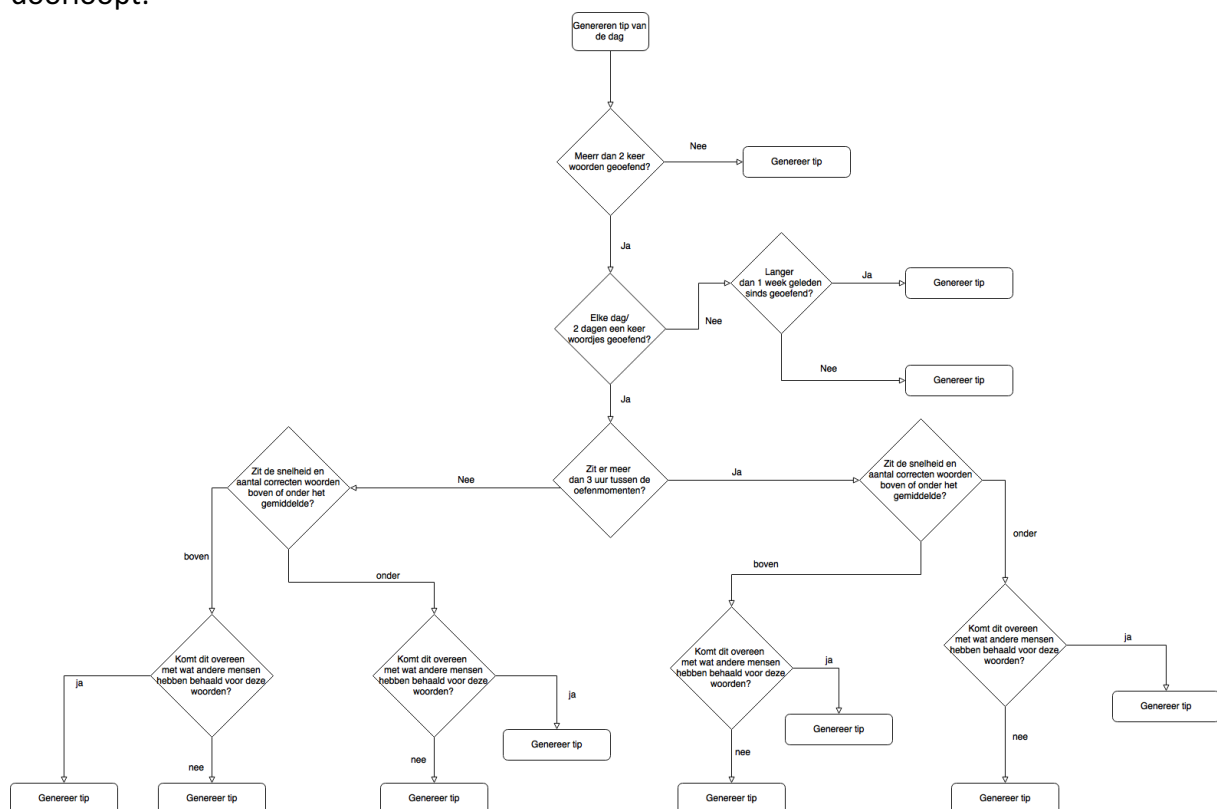 doorloopt.
Genereren tip van
de dag
Meerr dan 2 keer
woorden geoefend?
Nee
Genereer tip
Ja
Langer
dan 1 week geleden
sinds geoefend?
Ja
Genereer tip
Elke dag/
2 dagen een keer
woordjes geoefend?
Nee
Nee
Genereer tip
Ja
Zit de snelheid en
aantal correcten woorden
boven of onder het
gemiddelde?
Nee
Zit er meer
dan 3 uur tussen de
oefenmomenten?
Ja
Zit de snelheid en
aantal correcten woorden
boven of onder het
gemiddelde?
boven
onder
boven
onder
Komt dit overeen
met wat andere mensen
hebben behaald voor deze
woorden?
Komt dit overeen
met wat andere mensen
hebben behaald voor deze
woorden?
Komt dit overeen
met wat andere mensen
hebben behaald voor deze
woorden?
Komt dit overeen
met wat andere mensen
hebben behaald voor deze
woorden?
ja
ja
ja
ja
Genereer tip
Genereer tip
Genereer tip
nee
nee
nee
nee
Genereer tip
Genereer tip
Genereer tip
Genereer tip
Genereer tip